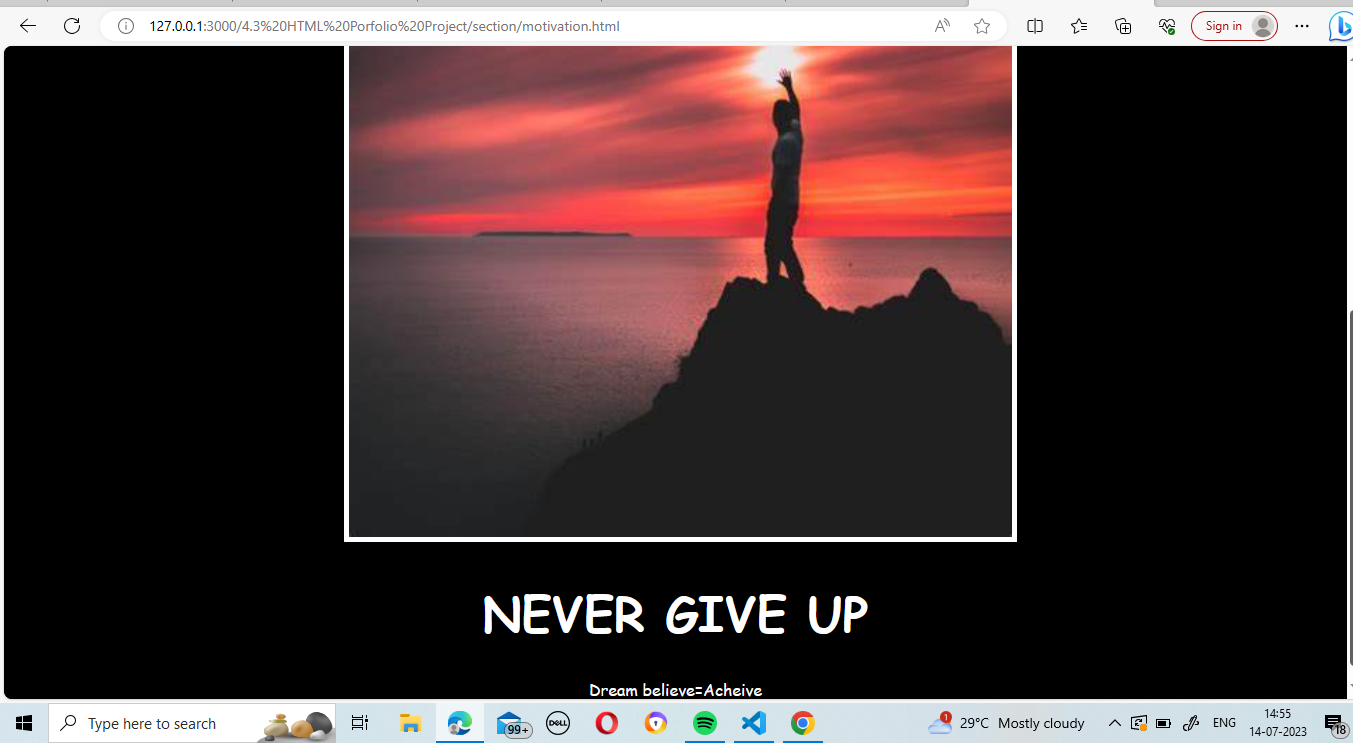 127.0.0.1:3000/4.3%20HTML%20Porfolio%20Project/section/motivation.html
Sign in
NEVER GIVE UP
Dream believe=Acheive
Type here to search
99+
DELL
1
29°C Mostly cloudy
ENG
14:55
14-07-2023
18